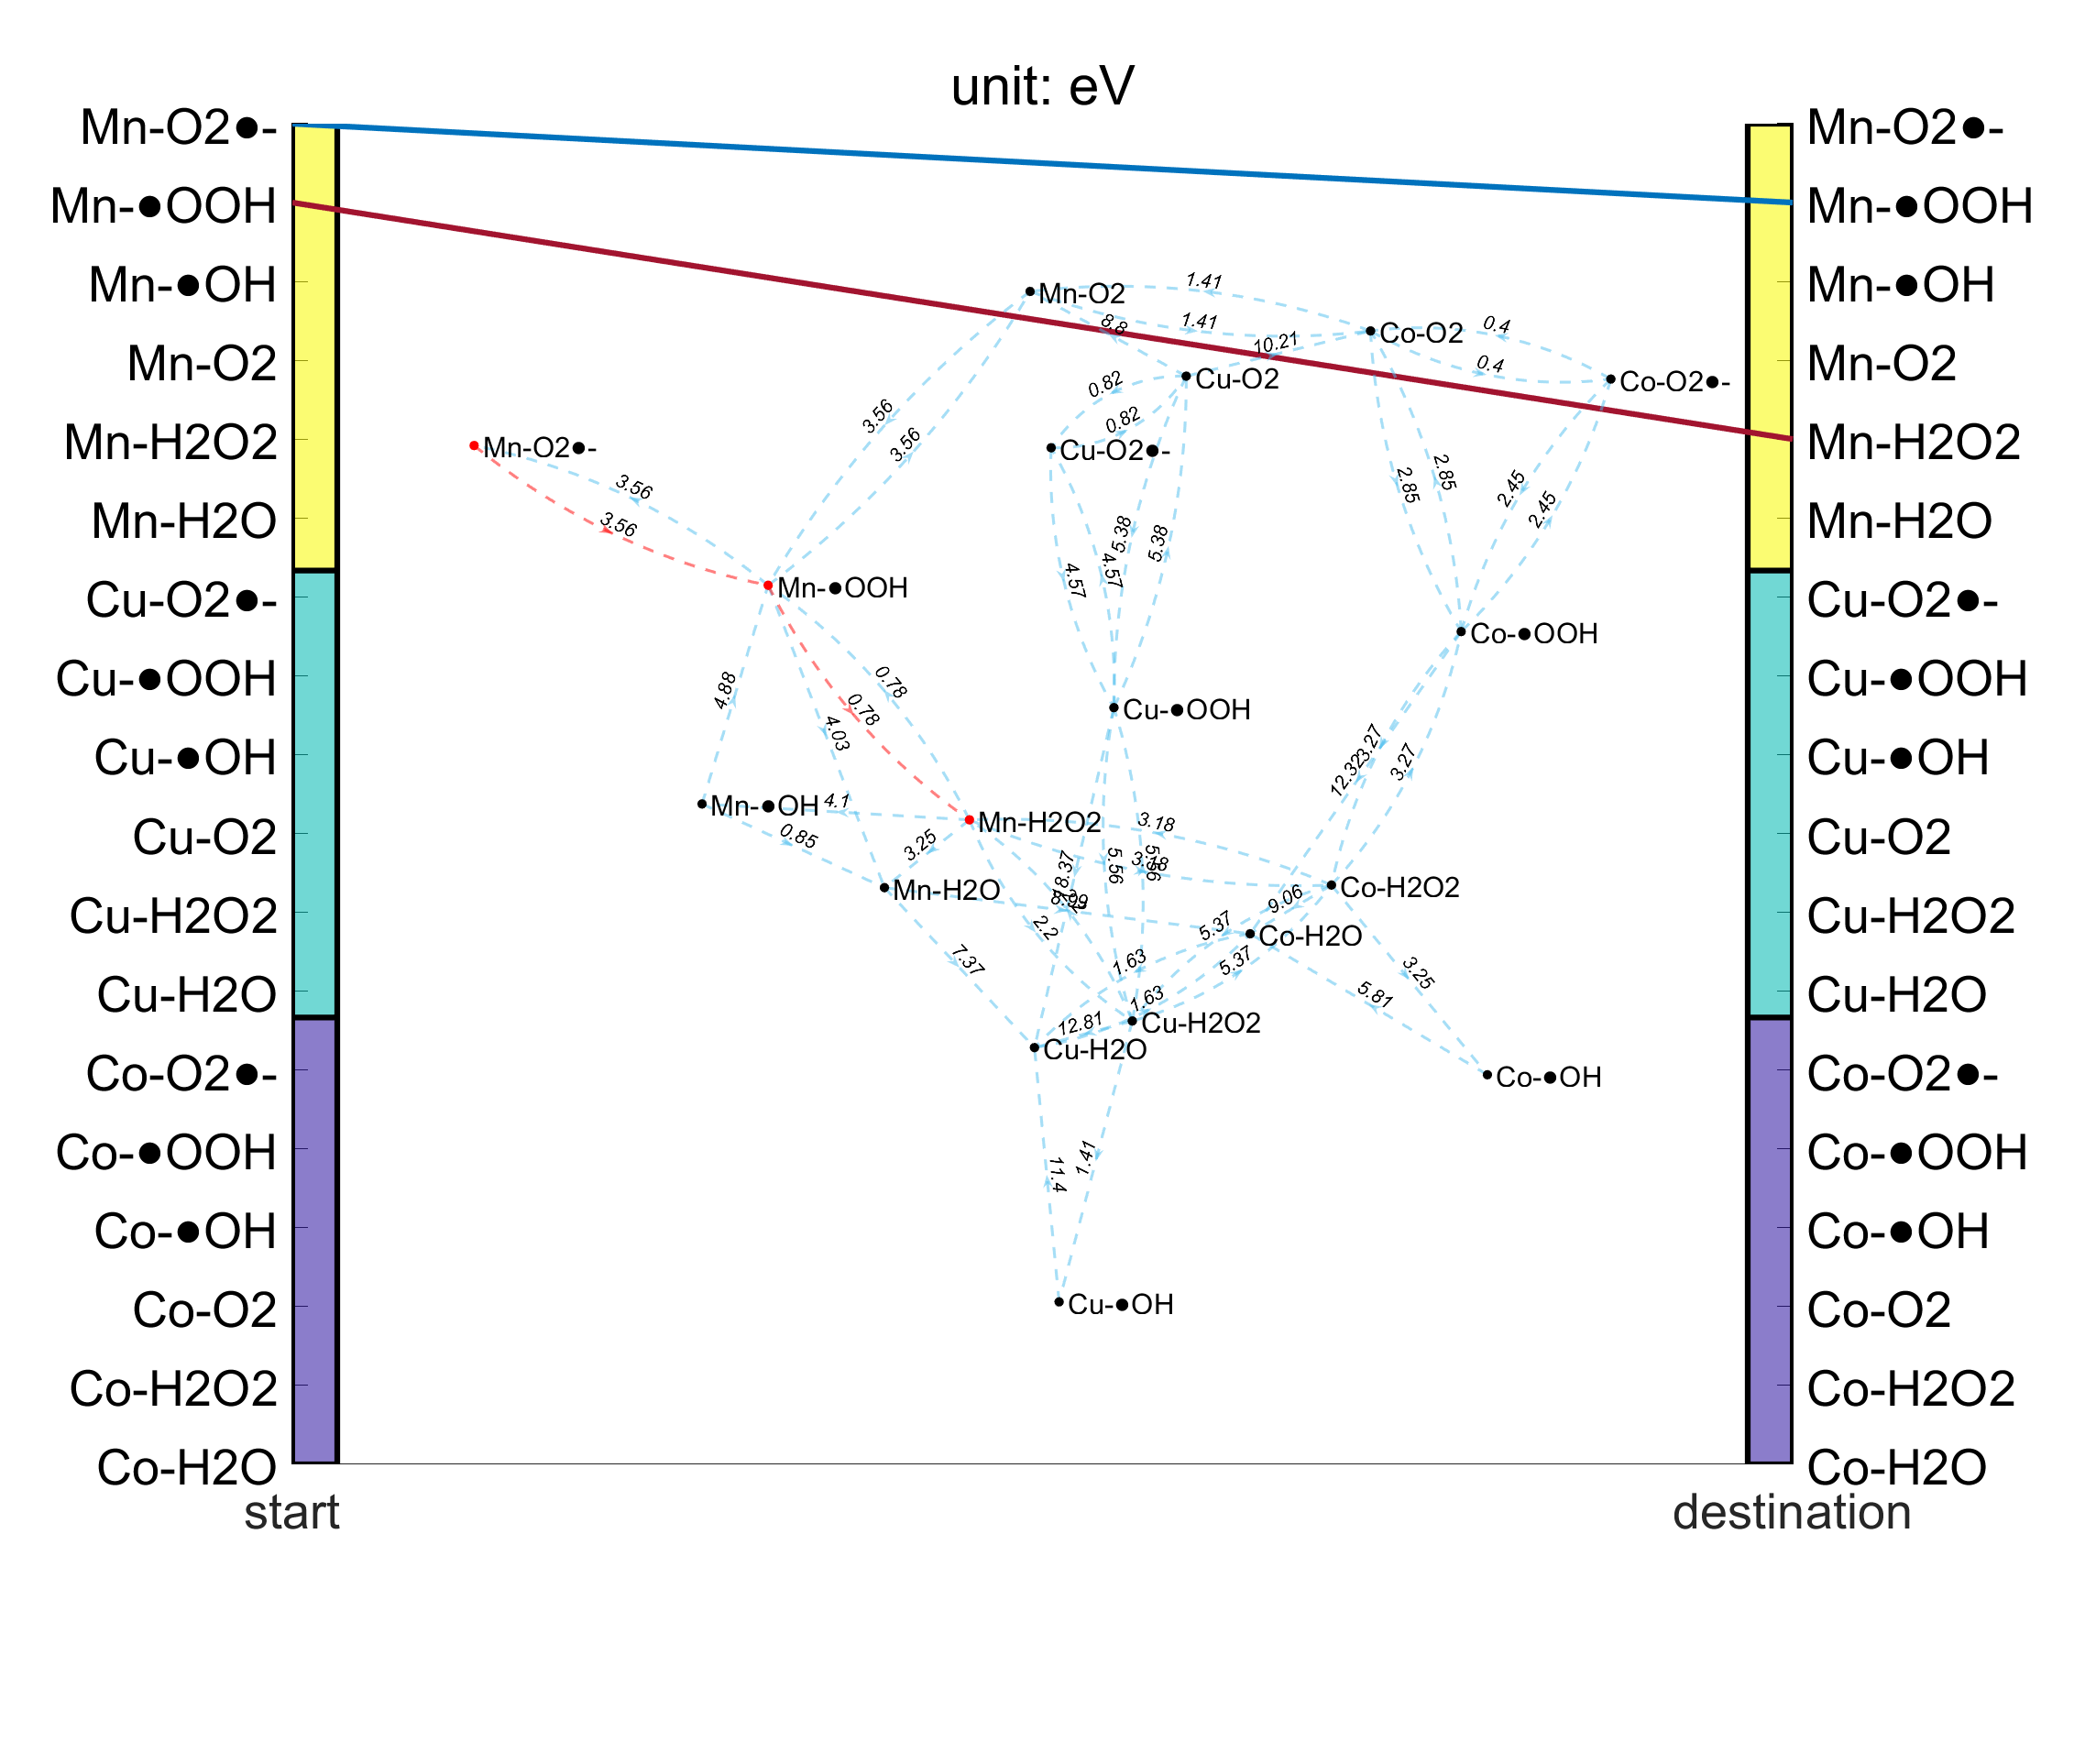 unit: eV
Mn-O2●-
Mn-●OOH
Mn-●OH
Mn-O2
Mn-H2O2
Mn-H2O
Cu-O2●-
Cu-●OOH
Cu-●OH
Cu-O2
Cu-H2O2
Cu-H2O
Co-O2●-
Co-●OOH
Co-●OH
Co-O2
Co-H2O2
Co-H2O
start
1.41
Mn-O2
1.41
8.8
10.21
Co-O2
0.4
0.4
Cu-O2
Co-O2●-
0.82
0.82
3.56
3.56
Mn-O2●-
Cu-O2●-
3.56
3.56
2.85
2.85
2.45
2.45
5.38
5.38
4.57
4.57
Mn-●OOH
Co-●OOH
4.88
0.78
0.78
4.03
Cu-●OOH
12.32
3.27
3.27
Mn-●OH
4.1
Mn-H2O2
3.18
3.18
0.85
3.25
18.37
5.56
5.56
Mn-H2O
8.99
Co-H2O2
9.06
2.2
5.37
5.37
Co-H2O
7.37
1.63
1.63
3.25
5.81
12.81
Cu-H2O2
Cu-H2O
Co-●OH
11.4
1.41
Cu-●OH
Mn-O2●-
Mn-●OOH
Mn-●OH
Mn-O2
Mn-H2O2
Mn-H2O
Cu-O2●-
Cu-●OOH
Cu-●OH
Cu-O2
Cu-H2O2
Cu-H2O
Co-O2●-
Co-●OOH
Co-●OH
Co-O2
Co-H2O2
Co-H2O
destination